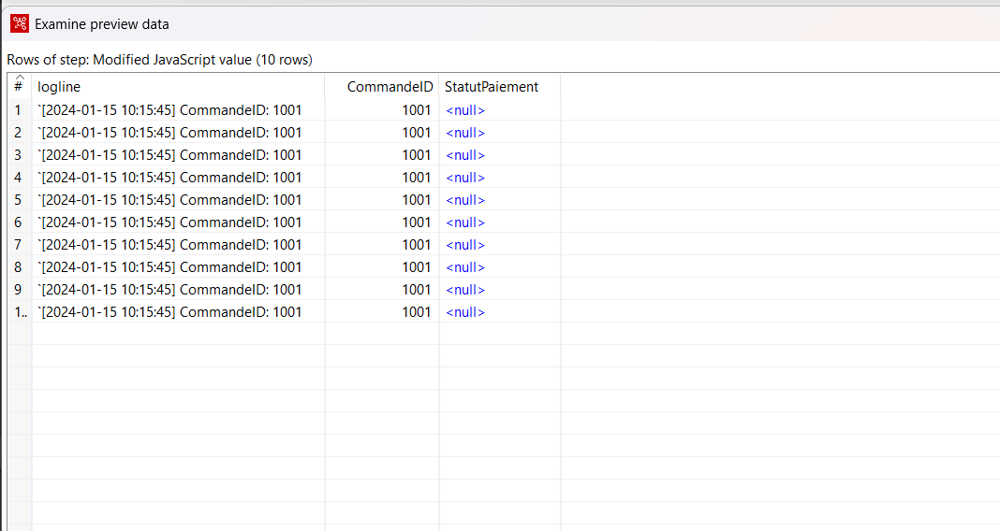 Examine preview data
Rows of step: Modified JavaScript value (10 rows)
# logline CommandeID StatutPaiement
1 `[2024-01-15 10:15:45] CommandeID: 1001 1001 <null>
2 `[2024-01-15 10:15:45] CommandeID: 1001 1001 <null>
3 `[2024-01-15 10:15:45] CommandeID: 1001 1001 <null>
4 `[2024-01-15 10:15:45] CommandeID: 1001 1001 <null>
5 `[2024-01-15 10:15:45] CommandeID: 1001 1001 <null>
6 `[2024-01-15 10:15:45] CommandeID: 1001 1001 <null>
7 `[2024-01-15 10:15:45] CommandeID: 1001 1001 <null>
8 `[2024-01-15 10:15:45] CommandeID: 1001 1001 <null>
9 `[2024-01-15 10:15:45] CommandeID: 1001 1001 <null>
1.. `[2024-01-15 10:15:45] CommandeID: 1001 1001 <null>